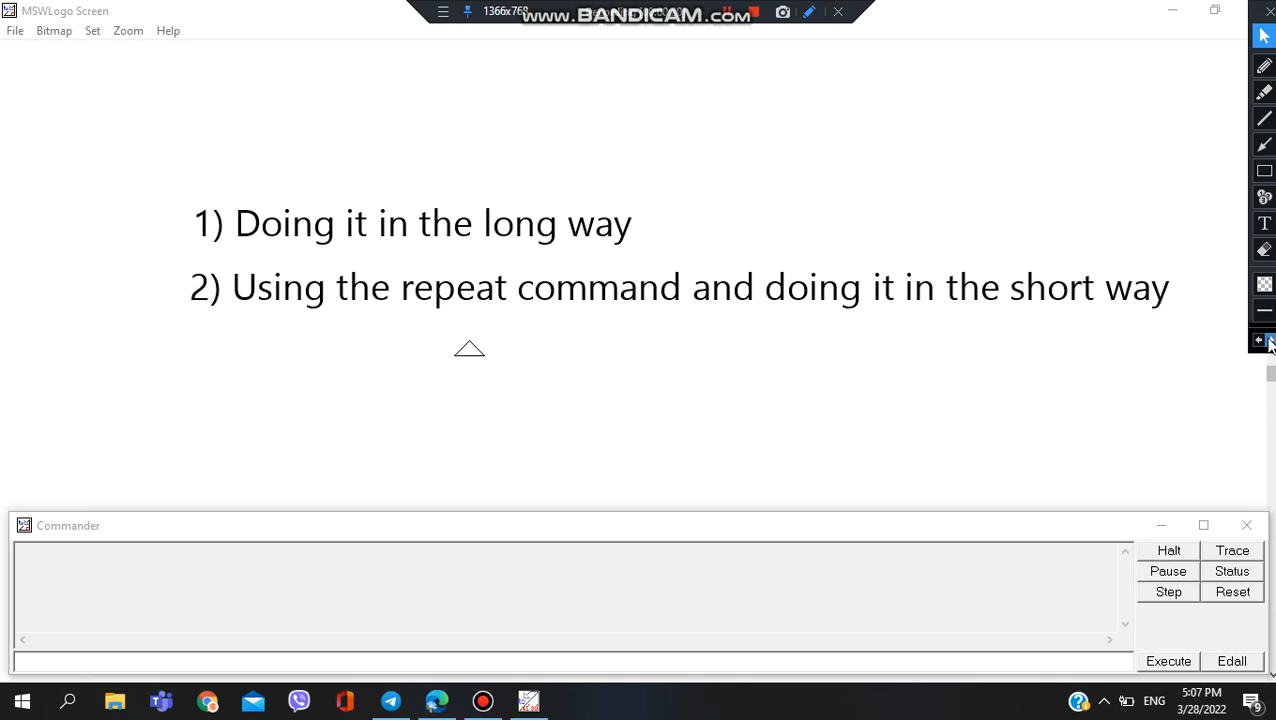 MSWLogo Screen
1366x768
www.BANDICAM.com
File Bitmap Set Zoom Help
1) Doing it in the long way
2) Using the repeat command and doing it in the short way
T
Commander
Halt Trace
Pause Status
Step Reset
Execute Edall
ENG
5:07 PM
3/28/2022
9